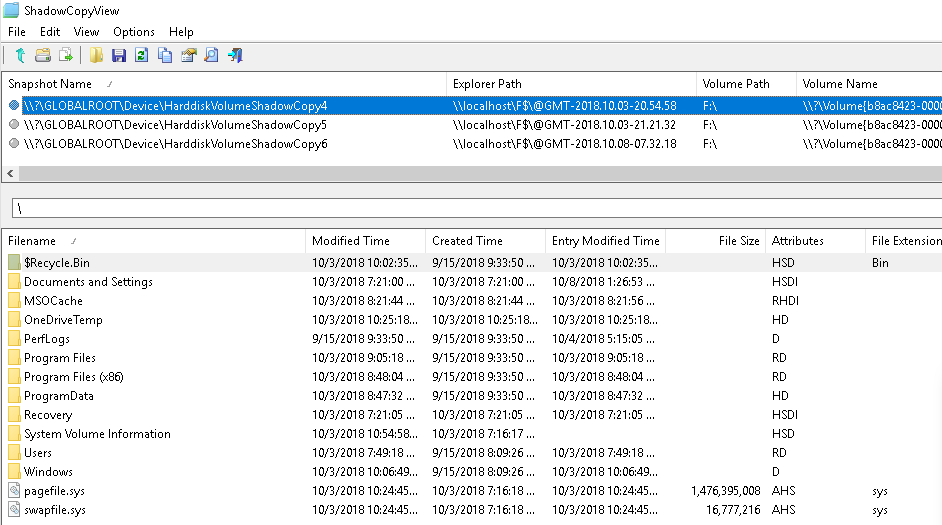 ShadowCopyView
File Edit View Options Help
Snapshot Name Explorer Path Volume Path Volume Name
\\?\GLOBALROOT\Device\HarddiskVolumeShadowCopy4 \\localhost\F$\@GMT-2018.10.03-20.54.58 F:\ \\?\Volume{b8ac8423-0000
\\?\GLOBALROOT\Device\HarddiskVolumeShadowCopy5 \\localhost\F$\@GMT-2018.10.03-21.21.32 F:\ \\?\Volume{b8ac8423-0000
\\?\GLOBALROOT\Device\HarddiskVolumeShadowCopy6 \\localhost\F$\@GMT-2018.10.08-07.32.18 F:\ \\?\Volume{b8ac8423-0000
\
Filename Modified Time Created Time Entry Modified Time File Size Attributes File Extension
$Recycle.Bin 10/3/2018 10:02:35... 9/15/2018 9:33:50 ... 10/3/2018 10:02:35... HSD Bin
Documents and Settings 10/3/2018 7:21:00 ... 10/3/2018 7:21:00 ... 10/8/2018 1:26:53 ... HSDI
MSOCache 10/3/2018 8:21:44 ... 10/3/2018 8:21:44 ... 10/3/2018 8:21:56 ... RHDI
OneDriveTemp 10/3/2018 10:25:18... 10/3/2018 10:25:18... 10/3/2018 10:25:18... HD
PerfLogs 9/15/2018 9:33:50 ... 9/15/2018 9:33:50 ... 10/4/2018 5:15:05 ... D
Program Files 10/3/2018 9:05:18 ... 9/15/2018 9:33:50 ... 10/3/2018 9:05:18 ... RD
Program Files (x86) 10/3/2018 8:48:04 ... 9/15/2018 9:33:50 ... 10/3/2018 8:48:04 ... RD
ProgramData 10/3/2018 8:47:32 ... 9/15/2018 9:33:50 ... 10/3/2018 8:47:32 ... HD
Recovery 10/3/2018 7:21:05 ... 10/3/2018 7:21:05 ... 10/3/2018 7:21:05 ... HSDI
System Volume Information 10/3/2018 10:54:58... 10/3/2018 7:16:17 ... HSD
Users 10/3/2018 7:49:18 ... 9/15/2018 8:09:26 ... 10/3/2018 7:49:18 ... RD
Windows 10/3/2018 10:06:49... 9/15/2018 8:09:26 ... 10/3/2018 10:06:49... D
pagefile.sys 10/3/2018 10:24:45... 10/3/2018 7:16:18 ... 10/3/2018 10:24:45... 1,476,395,008 AHS sys
swapfile.sys 10/3/2018 10:24:45... 10/3/2018 7:16:18 ... 10/3/2018 10:24:45... 16,777,216 AHS sys